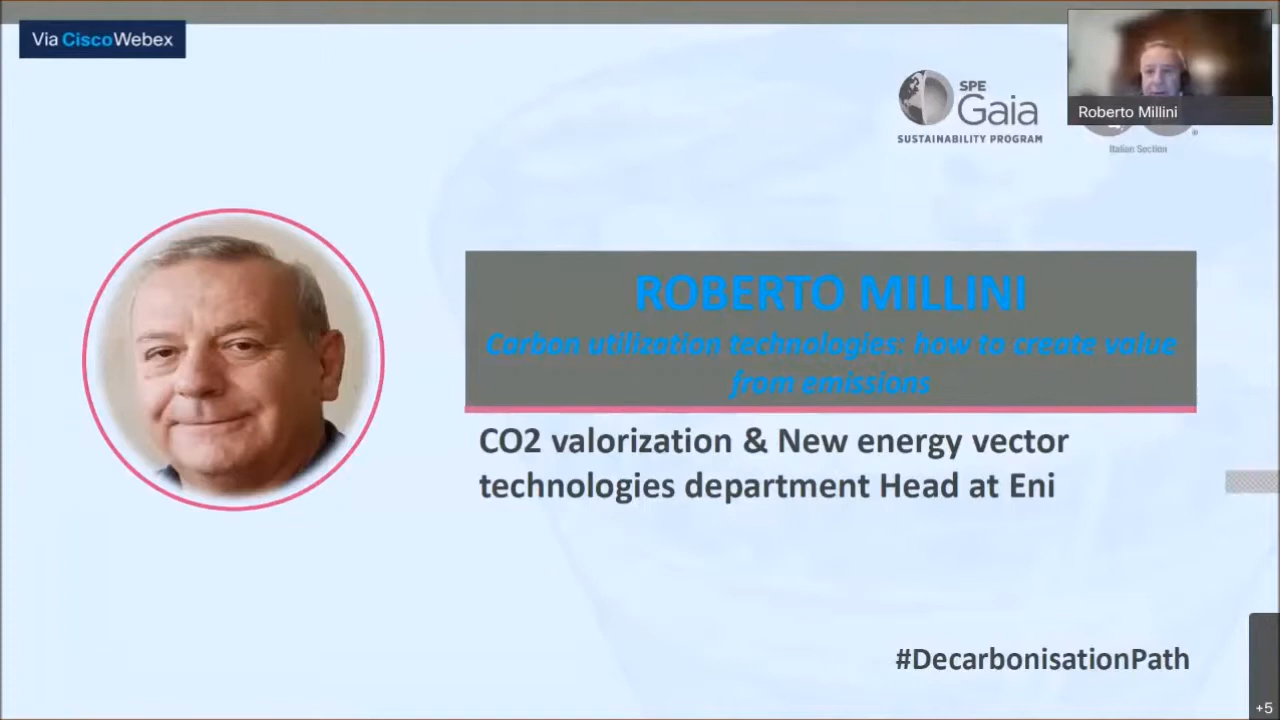 Via CiscoWebex
SPE
Gaia
SUSTAINABILITY PROGRAM
Roberto Millini
Italian Section
ROBERTO MILLINI
Carbon utilization technologies: how to create value
from emissions
CO2 valorization & New energy vector
technologies department Head at Eni
#DecarbonisationPath
+5